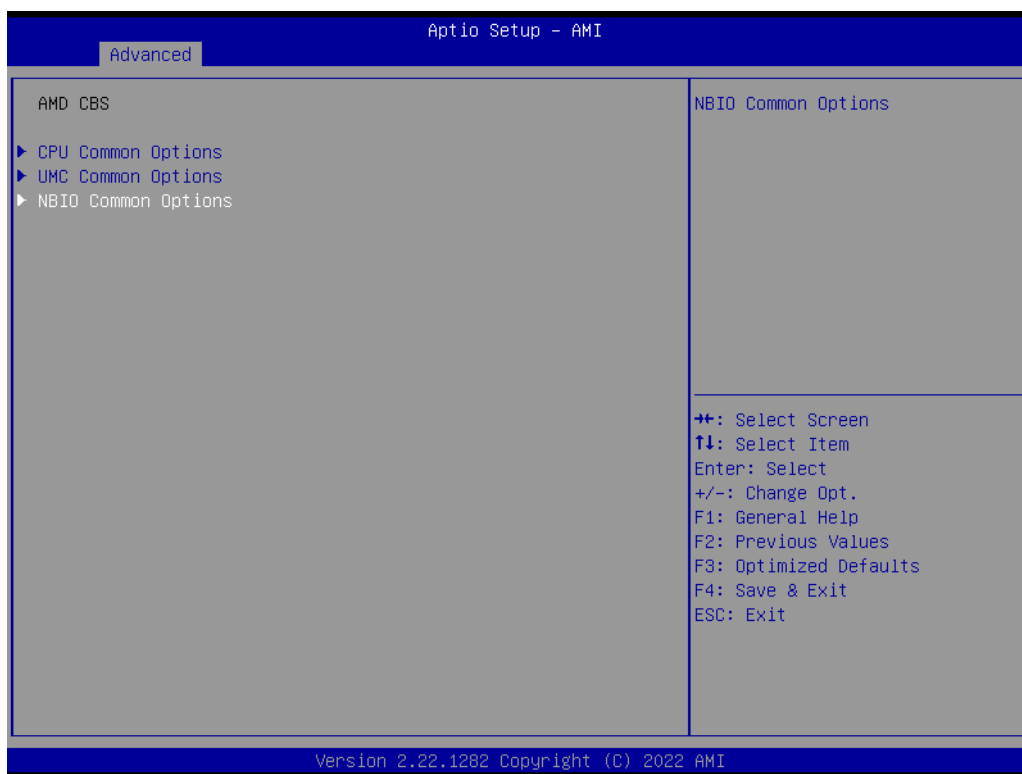 Aptio Setup – AMI
Advanced
AMD CBS
CPU Common Options
UMC Common Options
NBIO Common Options
NBIO Common Options
→←: Select Screen
↑↓: Select Item
Enter: Select
+/-: Change Opt.
F1: General Help
F2: Previous Values
F3: Optimized Defaults
F4: Save & Exit
ESC: Exit
Version 2.22.1282 Copyright (C) 2022 AMI